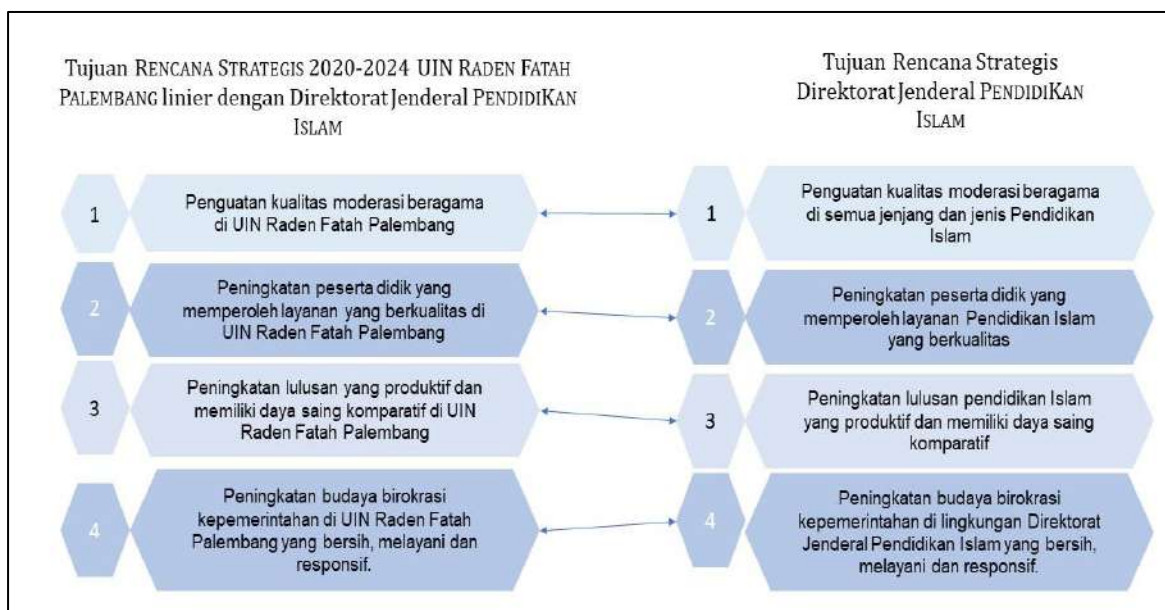 Tujuan RENCANA STRATEGIS 2020-2024 UIN RADEN FATAH
PALEMBANG linier dengan Direktorat Jenderal PENDIDIKAN
ISLAM
1
Penguatan kualitas moderasi beragama
di UIN Raden Fatah Palembang
2
Peningkatan peserta didik yang
memperoleh layanan yang berkualitas di
UIN Raden Fatah Palembang
3
Peningkatan lulusan yang produktif dan
memiliki daya saing komparatif di UIN
Raden Fatah Palembang
4
Peningkatan budaya birokrasi
kepemerintahan di UIN Raden Fatah
Palembang yang bersih, melayani dan
responsif.
Tujuan Rencana Strategis
Direktorat Jenderal PENDIDIKAN
ISLAM
1
Penguatan kualitas moderasi beragama
di semua jenjang dan jenis Pendidikan
Islam
2
Peningkatan peserta didik yang
memperoleh layanan Pendidikan Islam
yang berkualitas
3
Peningkatan lulusan pendidikan Islam
yang produktif dan memiliki daya saing
komparatif
4
Peningkatan budaya birokrasi
kepemerintahan di lingkungan Direktorat
Jenderal Pendidikan Islam yang bersih,
melayani dan responsif.